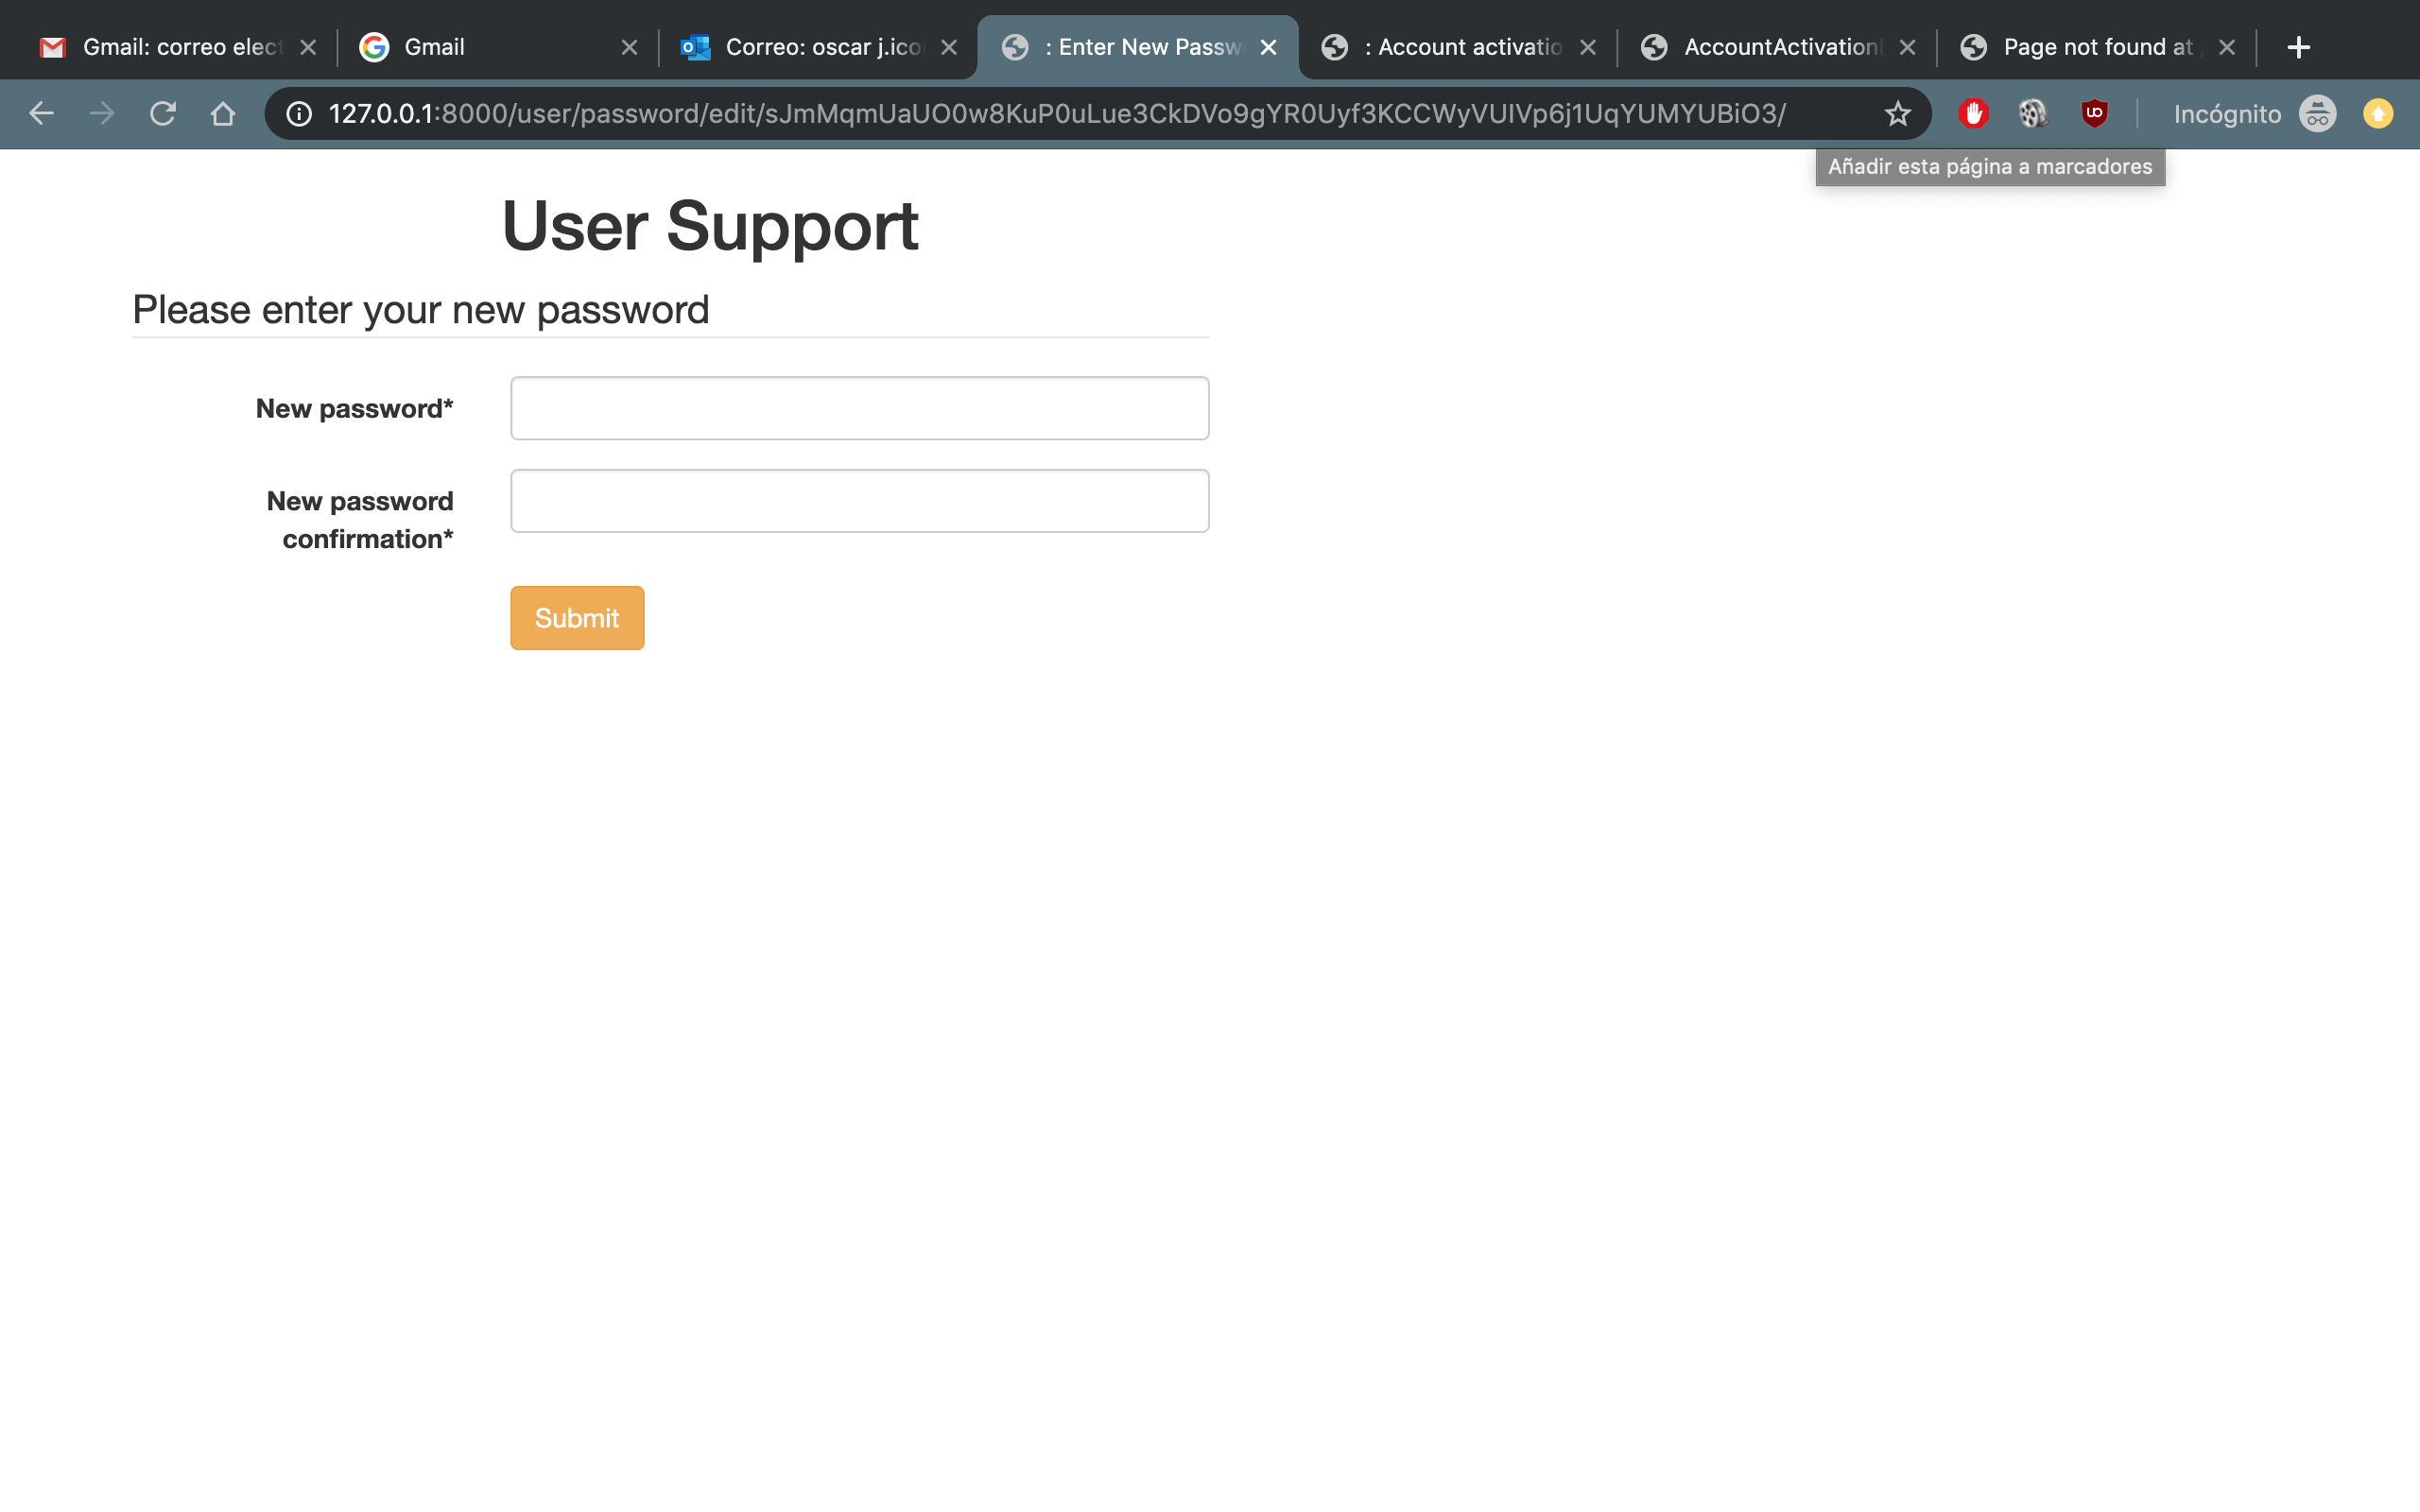 Gmail: correo elect
Gmail
Correo: oscar j.ico
: Enter New Passw
: Account activatio
AccountActivation
Page not found at
127.0.0.1:8000/user/password/edit/sJmMqmUaUO0w8KuP0uLue3CkDVo9gYR0Uyf3KCCWyVUIVp6j1UqYUMYUBiO3/
Incógnito
Añadir esta página a marcadores
User Support
Please enter your new password
New password*
New password
confirmation*
Submit